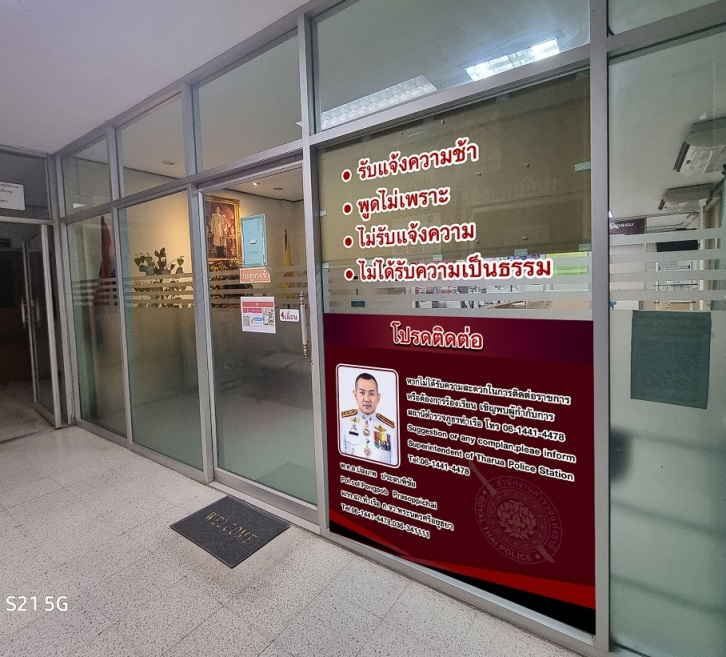 • รับแจ้งความช้า
• พูดไม่เพราะ
• ไม่รับแจ้งความ
• ไม่ได้รับความเป็นธรรม
เลื่อน
โปรดติดต่อ
หากไม่ได้รับความสะดวกในการติดต่อราชการ
หรือต้องการร้องเรียน เชิญพบผู้กำกับการ
สถานีตำรวจภูธรท่าเรือ โทร 06-1441-4478
Suggestion or any complan,pleae inform
Superintendent of Tharua Police Station
Tel:06-1441-4478
Pol.col Pongpob Prasoppichai
ผกก.สภ.ท่าเรือ ภ.จว.พระนครศรีอยุธยา
Tel:06-1441-4478,035-341111
THAI POLICE
WELCOME
S21 5G